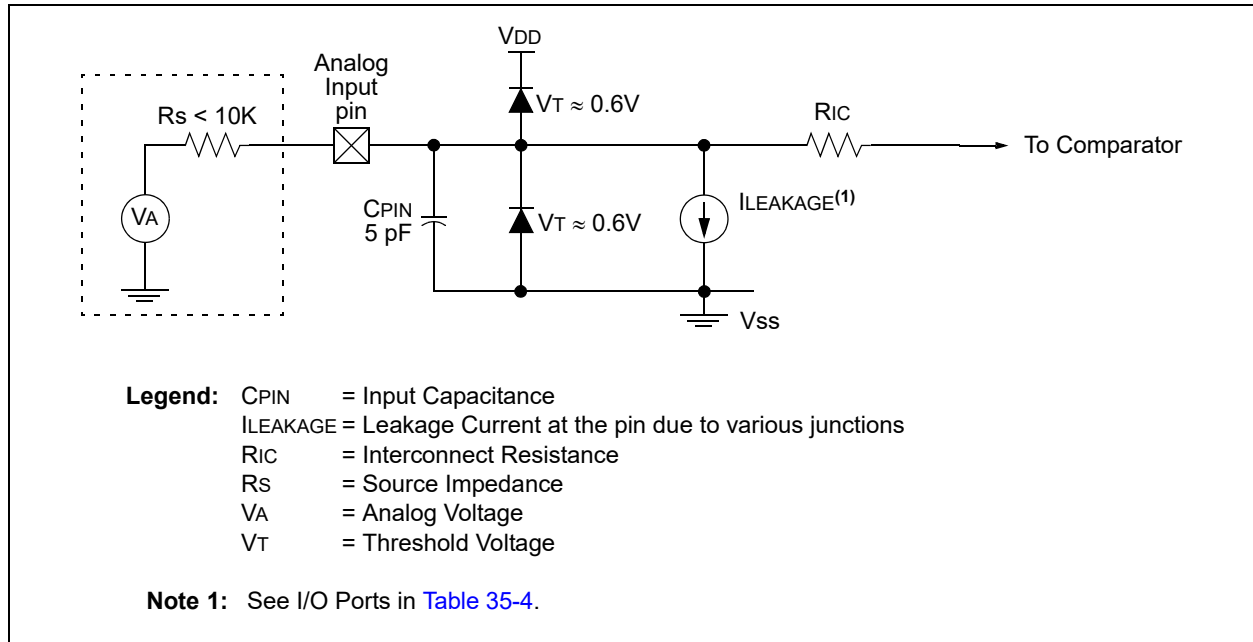 VDD
Analog
Input
pin
Rs < 10K
VT ≈ 0.6V
RIC
To Comparator
VA
CPIN
5 pF
VT ≈ 0.6V
ILEAKAGE(1)
Vss
Legend: CPIN = Input Capacitance
ILEAKAGE = Leakage Current at the pin due to various junctions
RIC = Interconnect Resistance
RS = Source Impedance
VA = Analog Voltage
VT = Threshold Voltage
Note 1: See I/O Ports in Table 35-4.